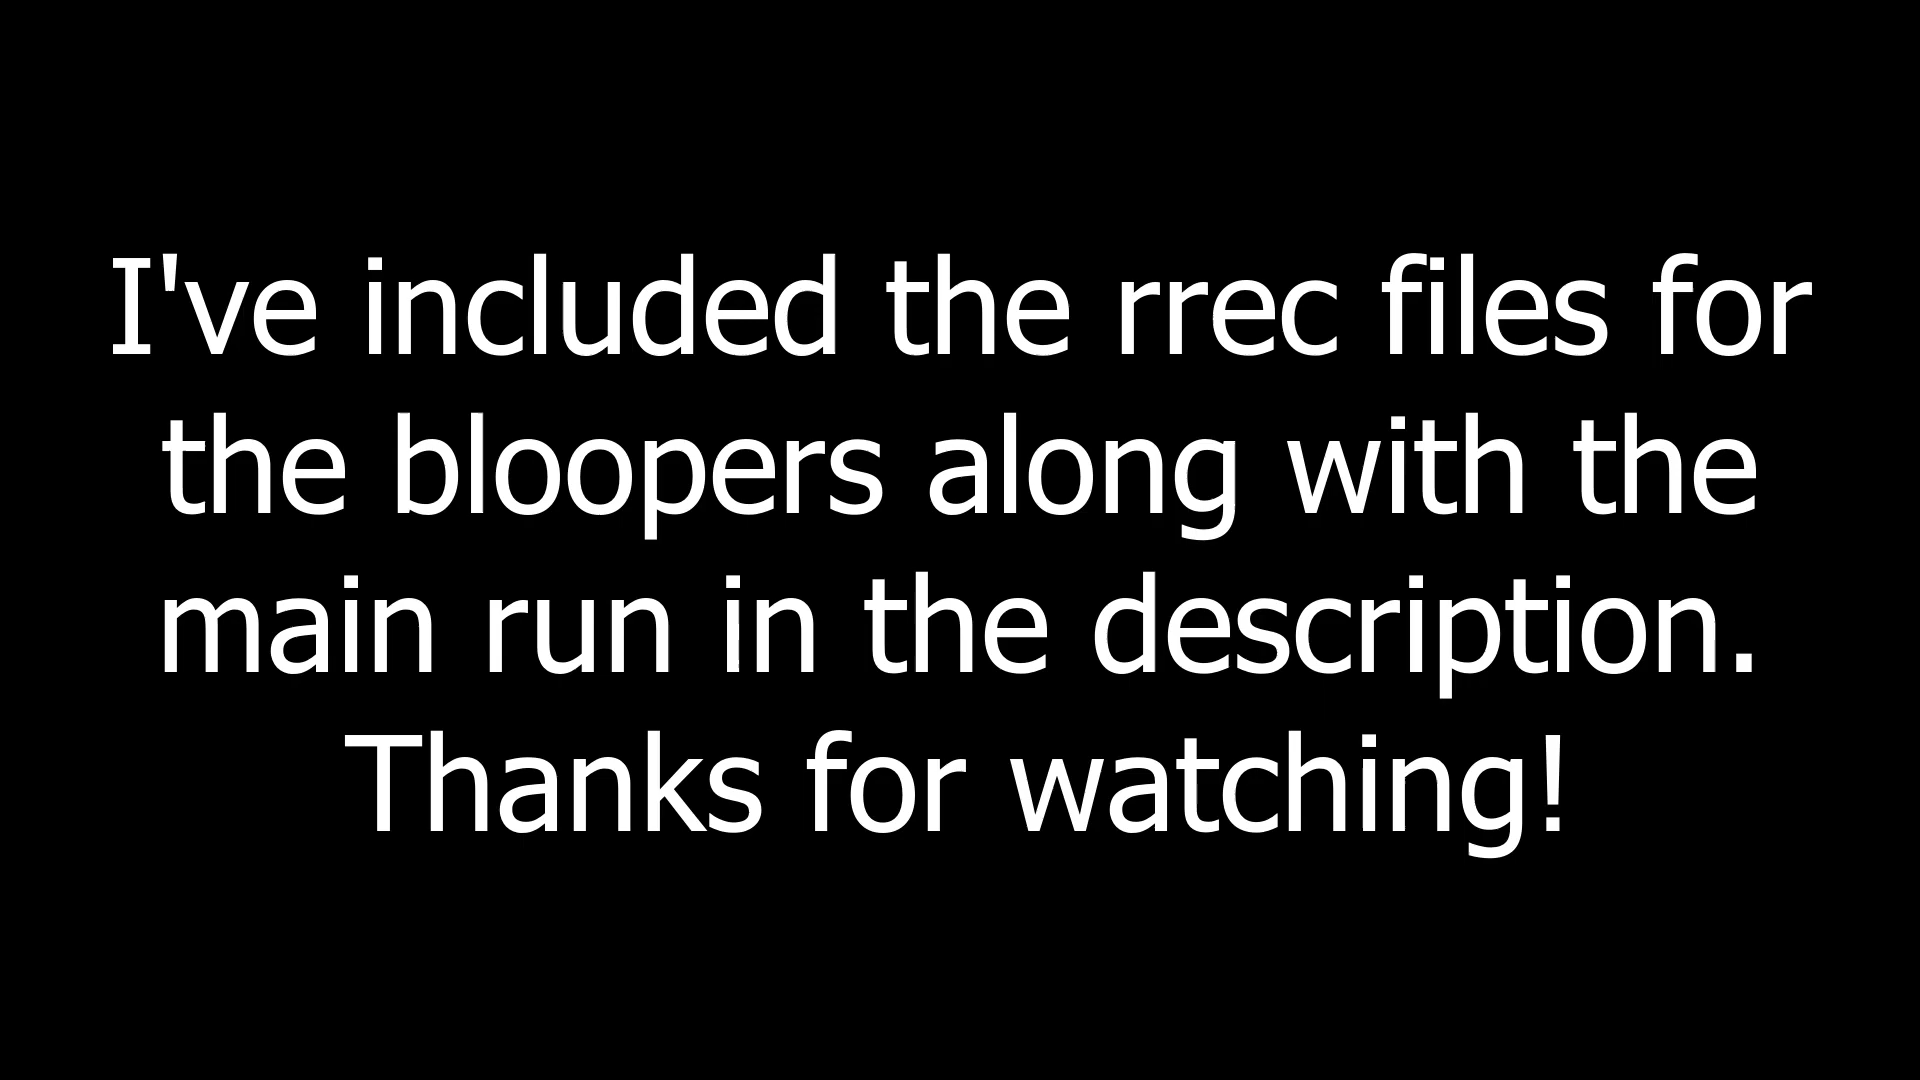 I've included the rrec files for
the bloopers along with the
main run in the description.
Thanks for watching!